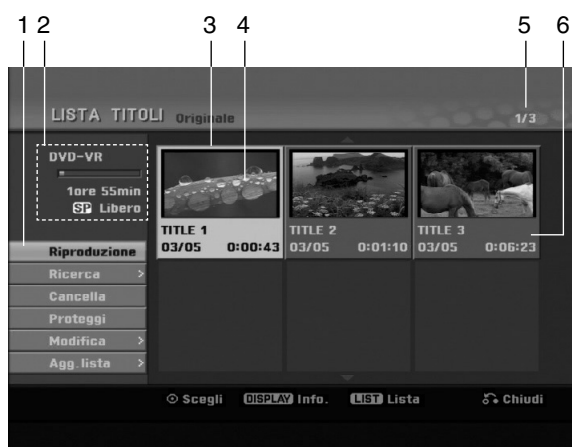 1 2 3 4 5 6
LISTA TITOLI Originale 1/3
DVD-VR
1ore 55min
SP Libero
TITLE 1
03/05 0:00:43
TITLE 2
03/05 0:01:10
TITLE 3
03/05 0:06:23
Riproduzione
Ricerca >
Cancella
Proteggi
Modifica >
Agg.lista >
Scegli DISPLAY Info. LIST Lista Chiudi